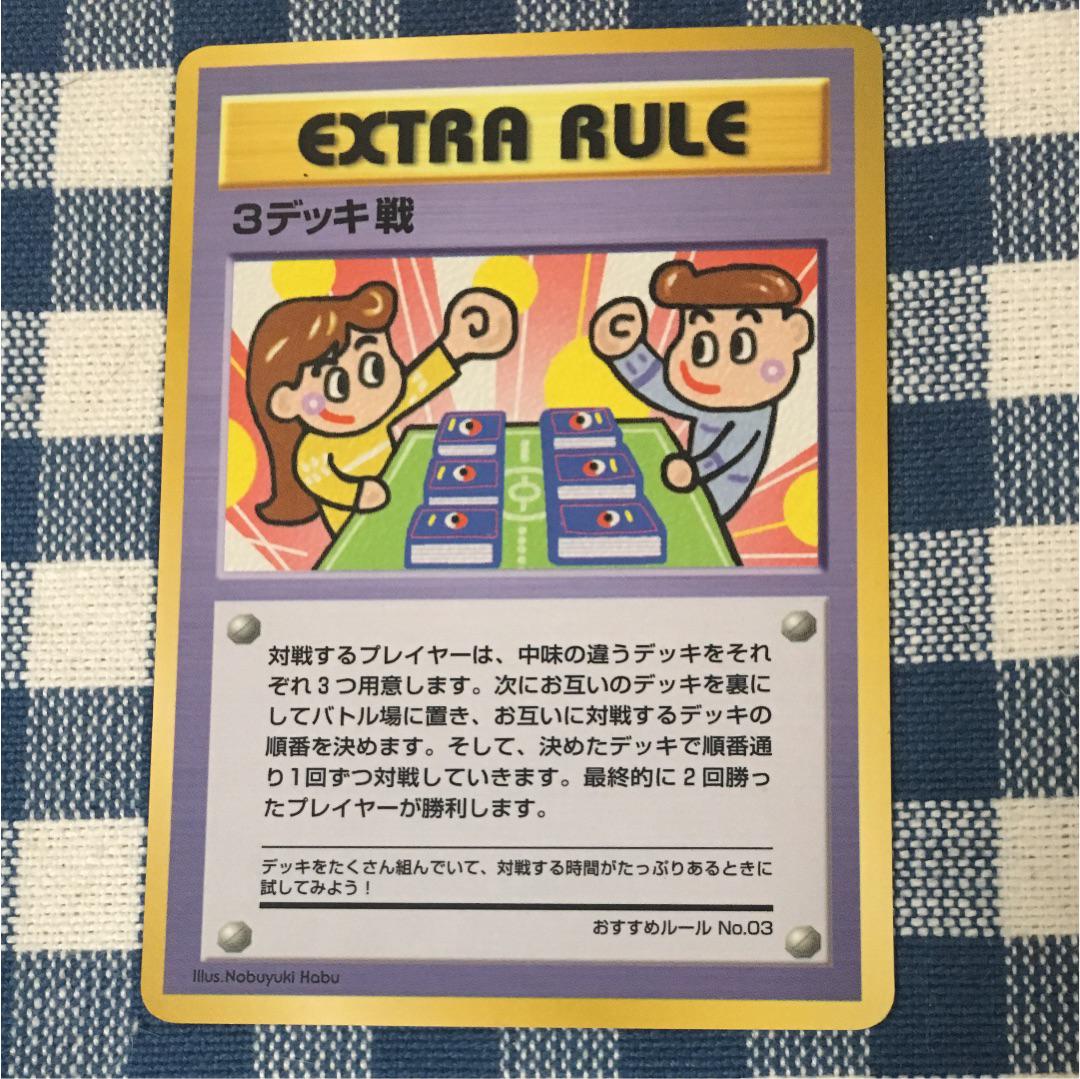 EXTRA RULE
3デッキ戦
対戦するプレイヤーは、中味の違うデッキをそれ
ぞれ3つ用意します。次にお互いのデッキを裏に
してバトル場に置き、お互いに対戦するデッキの
順番を決めます。そして、決めたデッキで順番通
り1回ずつ対戦していきます。最終的に2回勝っ
たプレイヤーが勝利します。
デッキをたくさん組んでいて、対戦する時間がたっぷりあるときに
試してみよう！
おすすめルール No.03
Illus.Nobuyuki Habu